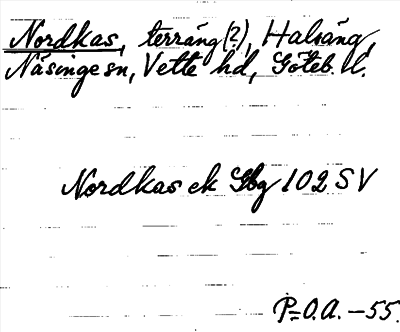 Nordkas, terräng (?), Halsäng,
Näsinge sn, Vette hd, Göteb. l.
Nordkas ek Gbg 102 SV
P=O.A. -55.